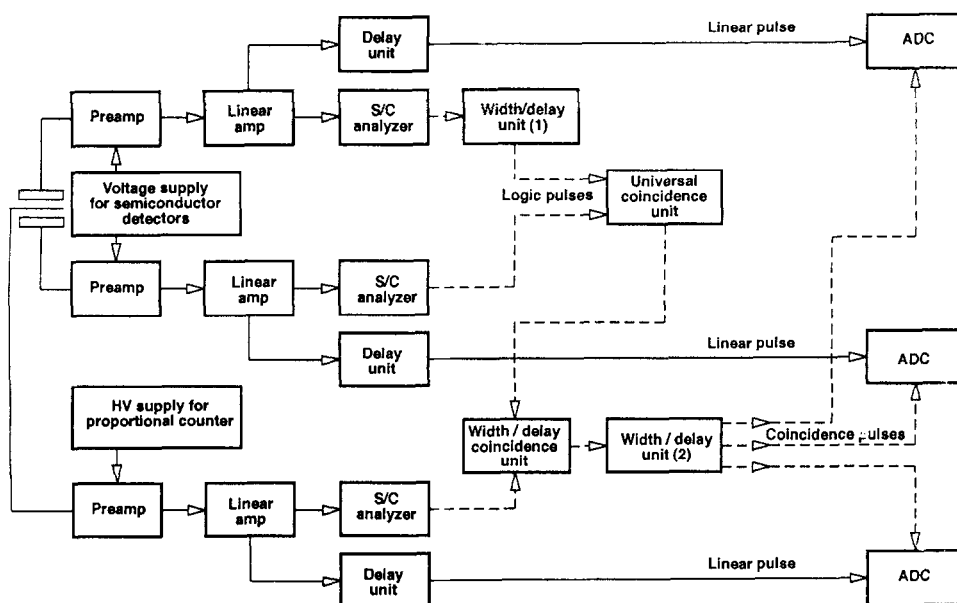 Delay
unit
Linear pulse
ADC
Preamp
Linear
amp
S/C
analyzer
Width/delay
unit (1)
Voltage supply
for semiconductor
detectors
Logic pulses
Universal
coincidence
unit
Preamp
Linear
amp
S/C
analyzer
Delay
unit
Linear pulse
ADC
HV supply for
proportional counter
Width / delay
coincidence
unit
Width / delay
unit (2)
Coincidence pulses
Preamp
Linear
amp
S/C
analyzer
Delay
unit
Linear pulse
ADC